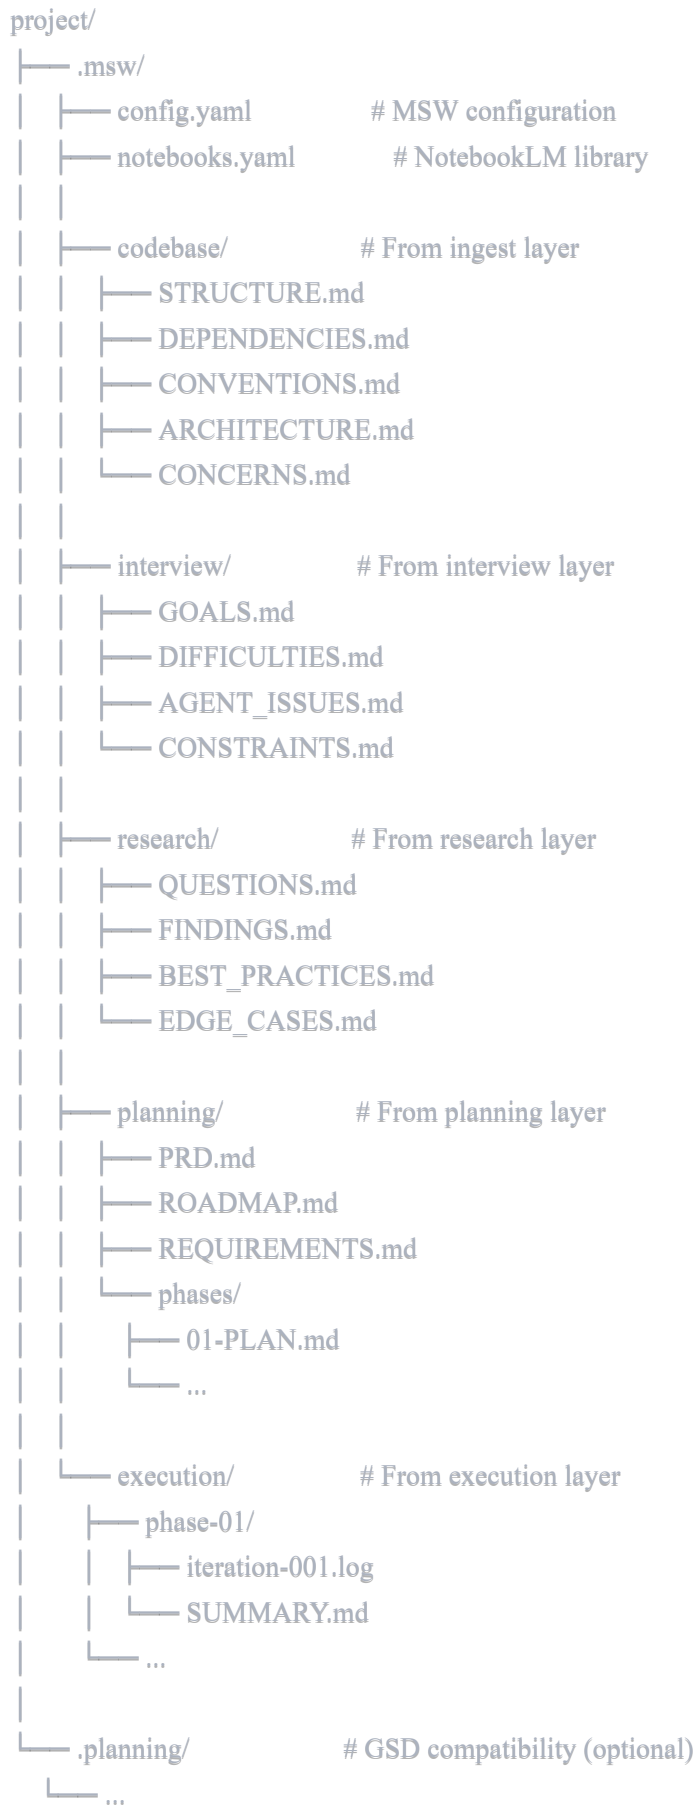 project/
├── .msw/
│   ├── config.yaml                # MSW configuration
│   ├── notebooks.yaml             # NotebookLM library
│   │
│   ├── codebase/                  # From ingest layer
│   │   ├── STRUCTURE.md
│   │   ├── DEPENDENCIES.md
│   │   ├── CONVENTIONS.md
│   │   ├── ARCHITECTURE.md
│   │   └── CONCERNS.md
│   │
│   ├── interview/                 # From interview layer
│   │   ├── GOALS.md
│   │   ├── DIFFICULTIES.md
│   │   ├── AGENT_ISSUES.md
│   │   └── CONSTRAINTS.md
│   │
│   ├── research/                  # From research layer
│   │   ├── QUESTIONS.md
│   │   ├── FINDINGS.md
│   │   ├── BEST_PRACTICES.md
│   │   └── EDGE_CASES.md
│   │
│   ├── planning/                  # From planning layer
│   │   ├── PRD.md
│   │   ├── ROADMAP.md
│   │   ├── REQUIREMENTS.md
│   │   └── phases/
│   │       ├── 01-PLAN.md
│   │       └── ...
│   │
│   └── execution/                 # From execution layer
│       ├── phase-01/
│       │   ├── iteration-001.log
│       │   └── SUMMARY.md
│       └── ...
│
└── .planning/                     # GSD compatibility (optional)
    └── ...